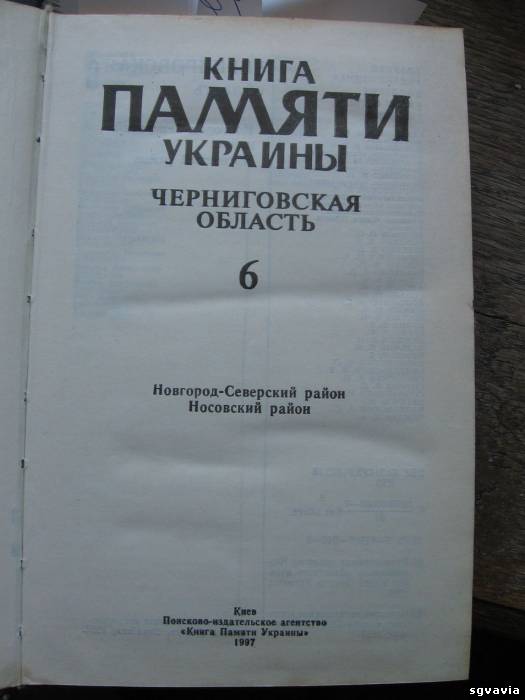 КНИГА
ПАМЯТИ
УКРАИНЫ
ЧЕРНИГОВСКАЯ
ОБЛАСТЬ
6
Новгород-Северский район
Носовский район
Киев
Поисково-издательское агентство
«Книга Памяти Украины»
1997
sgvavia